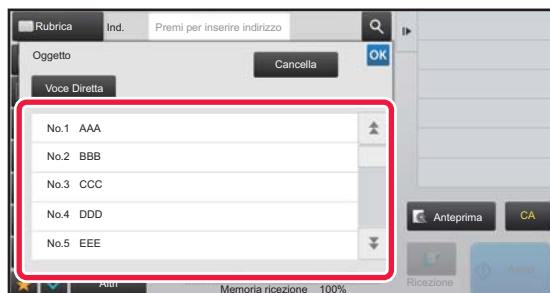 Rubrica Ind. Premi per inserire indirizzo
Oggetto Cancella OK
Voce Diretta
No.1 AAA
No.2 BBB
No.3 CCC
No.4 DDD
No.5 EEE
Anteprima CA
Altri
Memoria ricezione 100%
Ricezione
Avvio